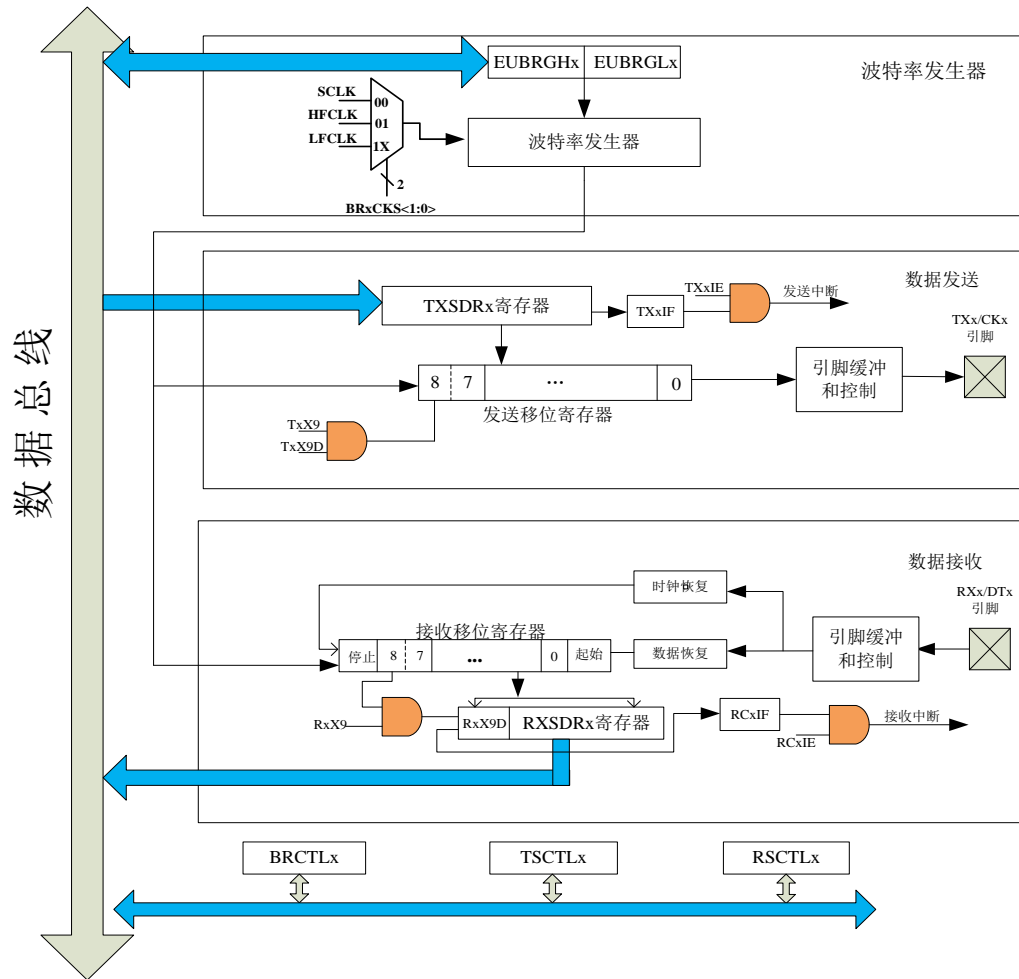 数据总线
EUBRGHx
EUBRGLx
波特率发生器
SCLK
00
HFCLK
01
LFCLK
1X
波特率发生器
2
BRxCKS<1:0>
数据发送
TXSDRx寄存器
TXxIE
TXxIF
发送中断
TXx/CKx
引脚
8
7
...
0
引脚缓冲
和控制
发送移位寄存器
TxX9
TxX9D
数据接收
时钟恢复
RXx/DTx
引脚
接收移位寄存器
停止
8
7
...
0
起始
数据恢复
引脚缓冲
和控制
RxX9
RxX9D
RXSDRx寄存器
RCxIF
RCxIE
接收中断
BRCTLx
TSCTLx
RSCTLx